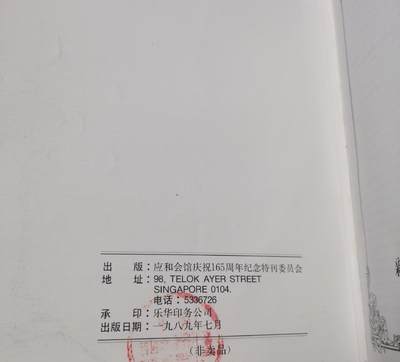 出 版：应和会馆庆祝165周年纪念特刊委员会
地 址：98, TELOK AYER STREET
SINGAPORE 0104.
电话：5336726
承 印：乐华印务公司
出版日期：一九八九年七月
（非卖品）